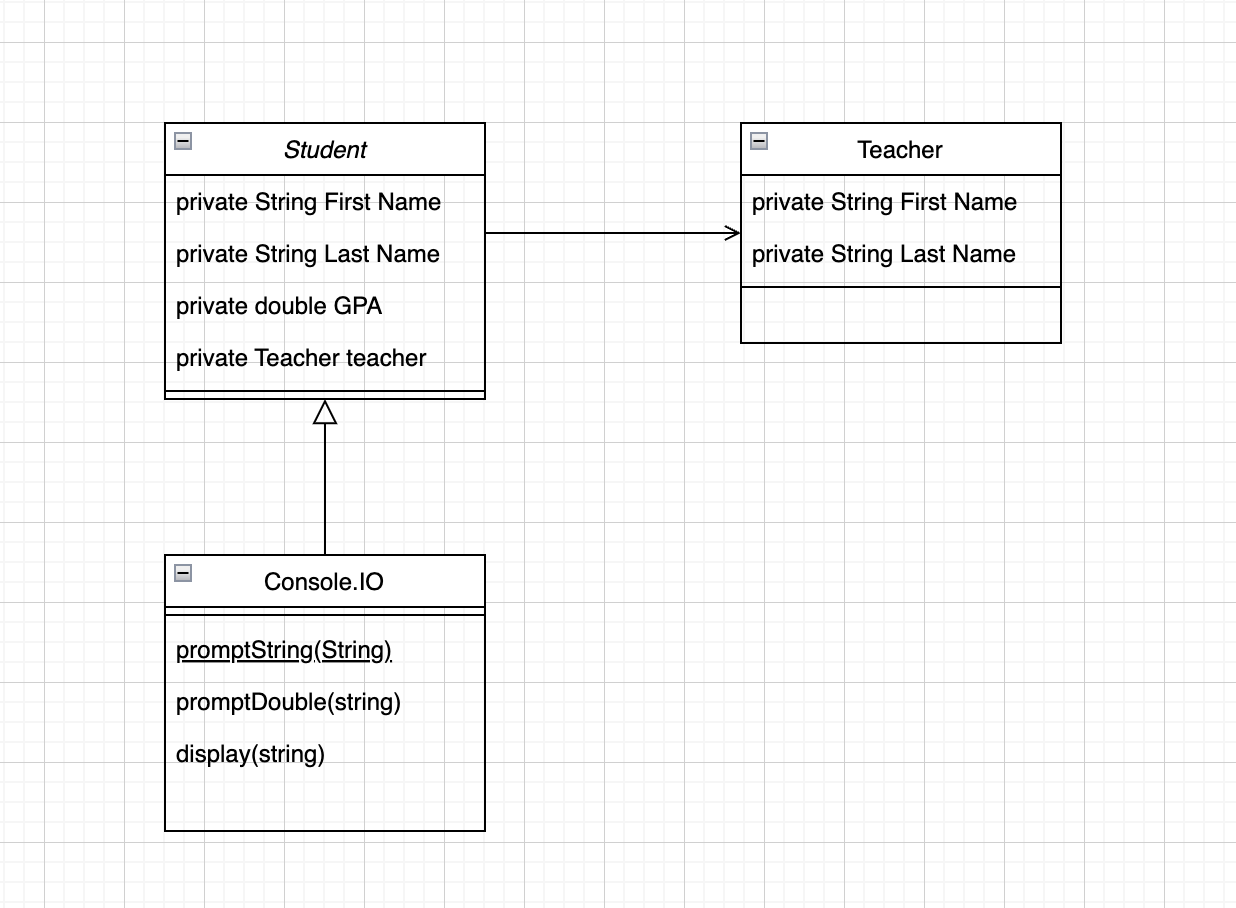 Student
private String First Name
private String Last Name
private double GPA
private Teacher teacher
Teacher
private String First Name
private String Last Name
Console.IO
promptString(String)
promptDouble(string)
display(string)